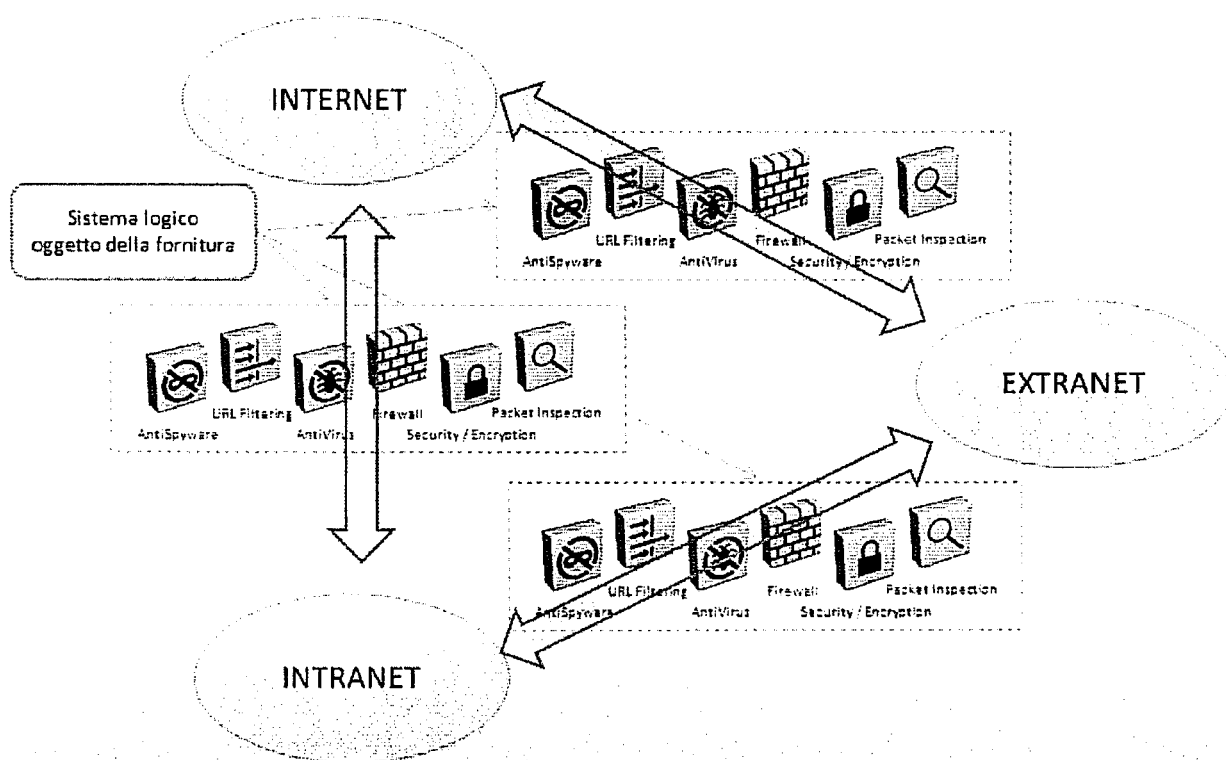 INTERNET
Sistema logico
oggetto della fornitura
URL Filtering
Firewall
Packet Inspection
AntiSpyware
AntiVirus
Security / Encryption
URL Filtering
Firewall
Packet Inspection
AntiSpyware
AntiVirus
Security / Encryption
EXTRANET
URL Filtering
Firewall
Packet Inspection
AntiSpyware
AntiVirus
Security / Encryption
INTRANET